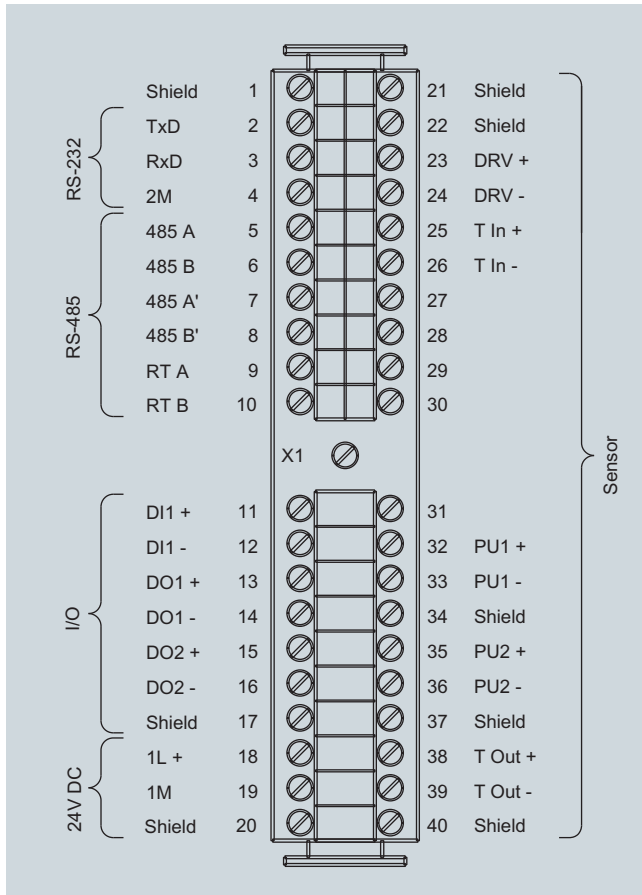 Shield 1 21 Shield
RS-232
TxD 2 22 Shield
RxD 3 23 DRV +
2M 4 24 DRV -
RS-485
485 A 5 25 T In +
485 B 6 26 T In -
485 A' 7 27
485 B' 8 28
RT A 9 29
RT B 10 30
X1
Sensor
I/O
DI1 + 11 31
DI1 - 12 32 PU1 +
DO1 + 13 33 PU1 -
DO1 - 14 34 Shield
DO2 + 15 35 PU2 +
DO2 - 16 36 PU2 -
Shield 17 37 Shield
24V DC
1L + 18 38 T Out +
1M 19 39 T Out -
Shield 20 40 Shield